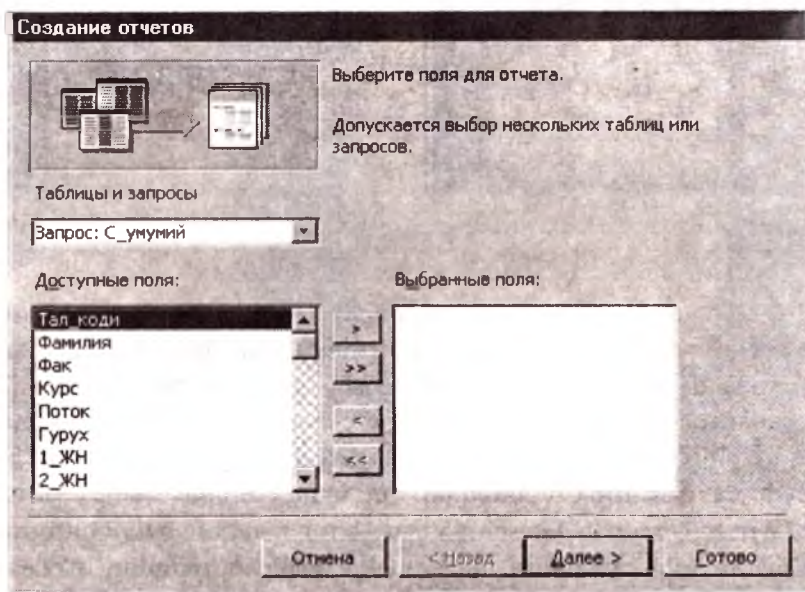 Создание отчетов
Выберите поля для отчета.
Допускается выбор нескольких таблиц или
запросов.
Таблицы и запросы
Запрос: С_умумий
Доступные поля:
Выбранные поля:
Тал_коди
Фамилия
Фак
Курс
Поток
Гурух
1_ЖН
2_ЖН
>
>>
<
<<
Отмена
< Назад
Далее >
Готово